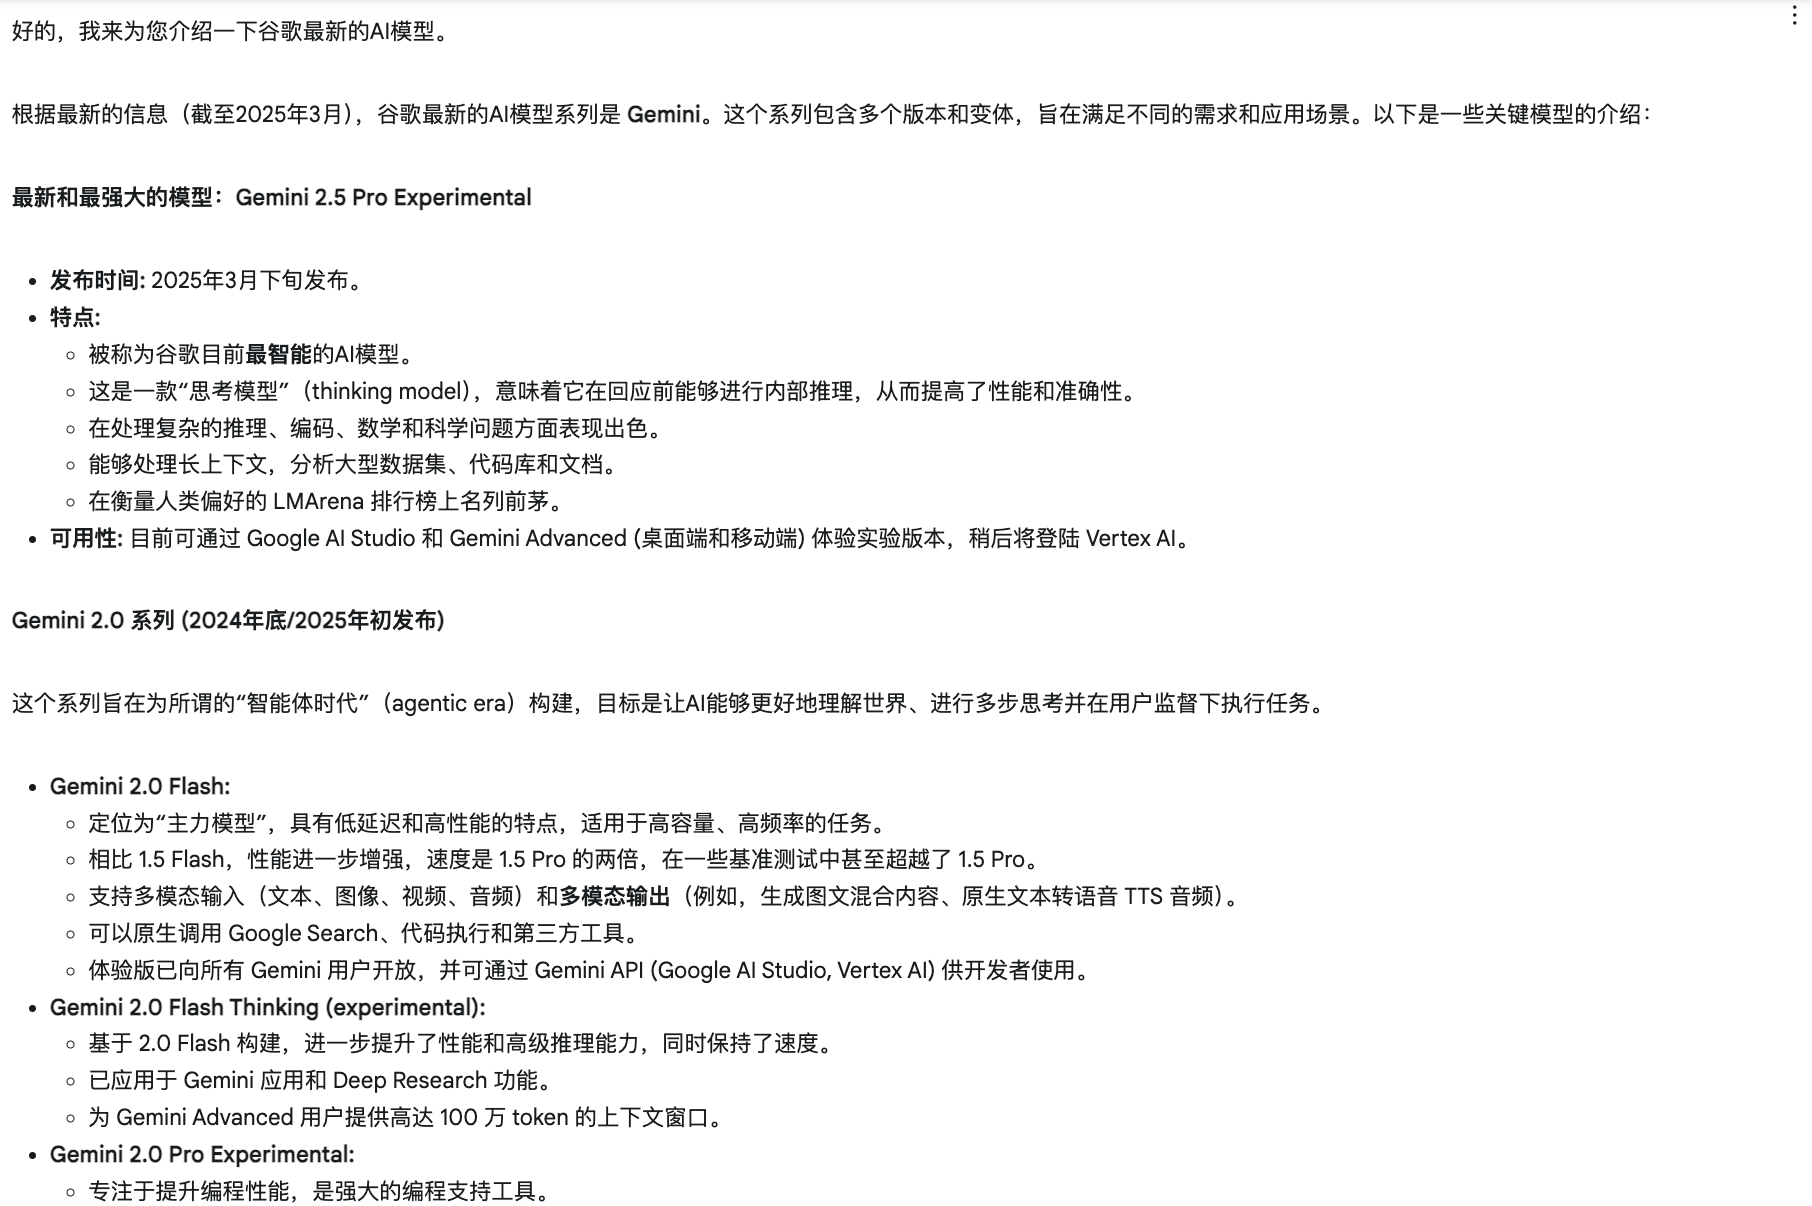 好的，我来为您介绍一下谷歌最新的AI模型。
根据最新的信息（截至2025年3月），谷歌最新的AI模型系列是 Gemini。这个系列包含多个版本和变体，旨在满足不同的需求和应用场景。以下是一些关键模型的介绍：
最新和最强大的模型：Gemini 2.5 Pro Experimental
• 发布时间: 2025年3月下旬发布。
• 特点:
○ 被称为谷歌目前最智能的AI模型。
○ 这是一款“思考模型”（thinking model），意味着它在回应前能够进行内部推理，从而提高了性能和准确性。
○ 在处理复杂的推理、编码、数学和科学问题方面表现出色。
○ 能够处理长上下文，分析大型数据集、代码库和文档。
○ 在衡量人类偏好的 LMArena 排行榜上名列前茅。
• 可用性: 目前可通过 Google AI Studio 和 Gemini Advanced (桌面端和移动端) 体验实验版本，稍后将登陆 Vertex AI。
Gemini 2.0 系列 (2024年底/2025年初发布)
这个系列旨在为所谓的“智能体时代”（agentic era）构建，目标是让AI能够更好地理解世界、进行多步思考并在用户监督下执行任务。
• Gemini 2.0 Flash:
○ 定位为“主力模型”，具有低延迟和高性能的特点，适用于高容量、高频率的任务。
○ 相比 1.5 Flash，性能进一步增强，速度是 1.5 Pro 的两倍，在一些基准测试中甚至超越了 1.5 Pro。
○ 支持多模态输入（文本、图像、视频、音频）和多模态输出（例如，生成图文混合内容、原生文本转语音 TTS 音频）。
○ 可以原生调用 Google Search、代码执行和第三方工具。
○ 体验版已向所有 Gemini 用户开放，并可通过 Gemini API (Google AI Studio, Vertex AI) 供开发者使用。
• Gemini 2.0 Flash Thinking (experimental):
○ 基于 2.0 Flash 构建，进一步提升了性能和高级推理能力，同时保持了速度。
○ 已应用于 Gemini 应用和 Deep Research 功能。
○ 为 Gemini Advanced 用户提供高达 100 万 token 的上下文窗口。
• Gemini 2.0 Pro Experimental:
○ 专注于提升编程性能，是强大的编程支持工具。